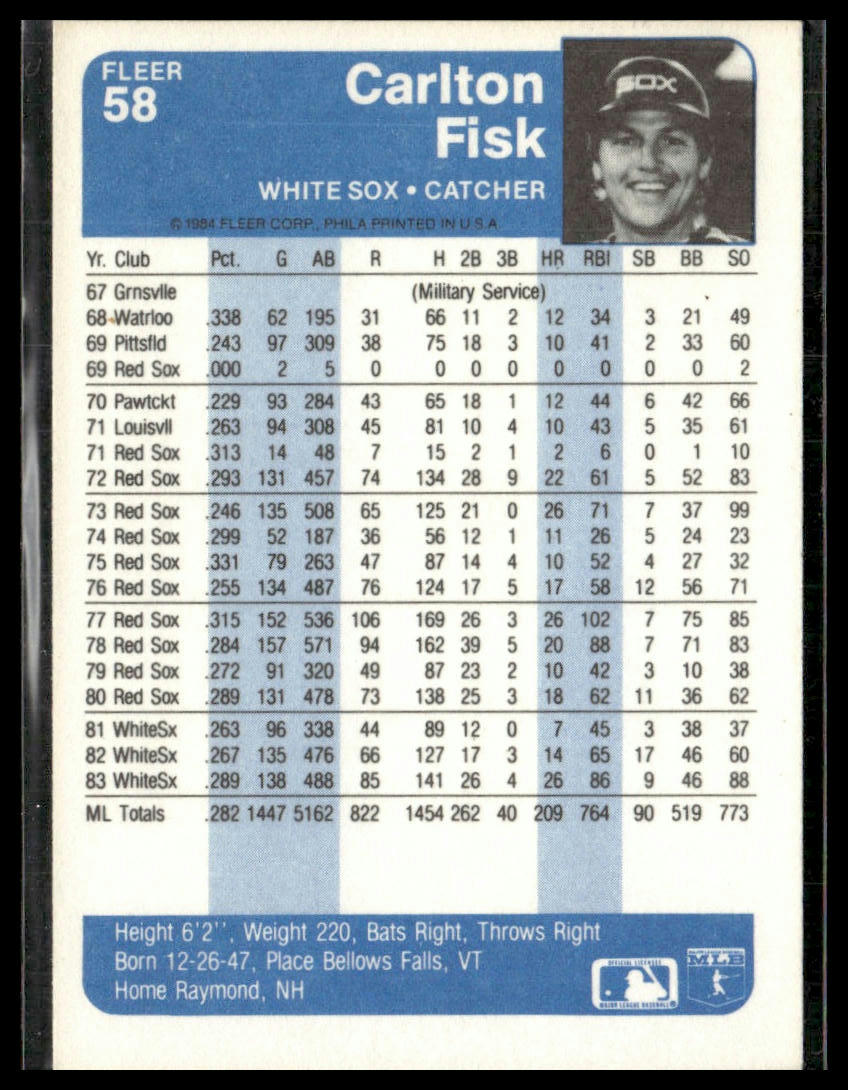 FLEER
58
Carlton
Fisk
WHITE SOX • CATCHER
SOX
© 1984 FLEER CORP., PHILA PRINTED IN U.S.A.
Yr. Club Pct. G AB R H 2B 3B HR RBI SB BB SO
67 Grnsvlle (Military Service)
68 Watrloo .338 62 195 31 66 11 2 12 34 3 21 49
69 Pittsfld .243 97 309 38 75 18 3 10 41 2 33 60
69 Red Sox .000 2 5 0 0 0 0 0 0 0 0 2
70 Pawtckt .229 93 284 43 65 18 1 12 44 6 42 66
71 Louisvll .263 94 308 45 81 10 4 10 43 5 35 61
71 Red Sox .313 14 48 7 15 2 1 2 6 0 1 10
72 Red Sox .293 131 457 74 134 28 9 22 61 5 52 83
73 Red Sox .246 135 508 65 125 21 0 26 71 7 37 99
74 Red Sox .299 52 187 36 56 12 1 11 26 5 24 23
75 Red Sox .331 79 263 47 87 14 4 10 52 4 27 32
76 Red Sox .255 134 487 76 124 17 5 17 58 12 56 71
77 Red Sox .315 152 536 106 169 26 3 26 102 7 75 85
78 Red Sox .284 157 571 94 162 39 5 20 88 7 71 83
79 Red Sox .272 91 320 49 87 23 2 10 42 3 10 38
80 Red Sox .289 131 478 73 138 25 3 18 62 11 36 62
81 WhiteSx .263 96 338 44 89 12 0 7 45 3 38 37
82 WhiteSx .267 135 476 66 127 17 3 14 65 17 46 60
83 WhiteSx .289 138 488 85 141 26 4 26 86 9 46 88
ML Totals .282 1447 5162 822 1454 262 40 209 764 90 519 773
Height 6'2'', Weight 220, Bats Right, Throws Right
Born 12-26-47, Place Bellows Falls, VT
Home Raymond, NH
OFFICIAL LICENSEE
MAJOR LEAGUE BASEBALL®
MAJOR LEAGUE BASEBALL
MLB